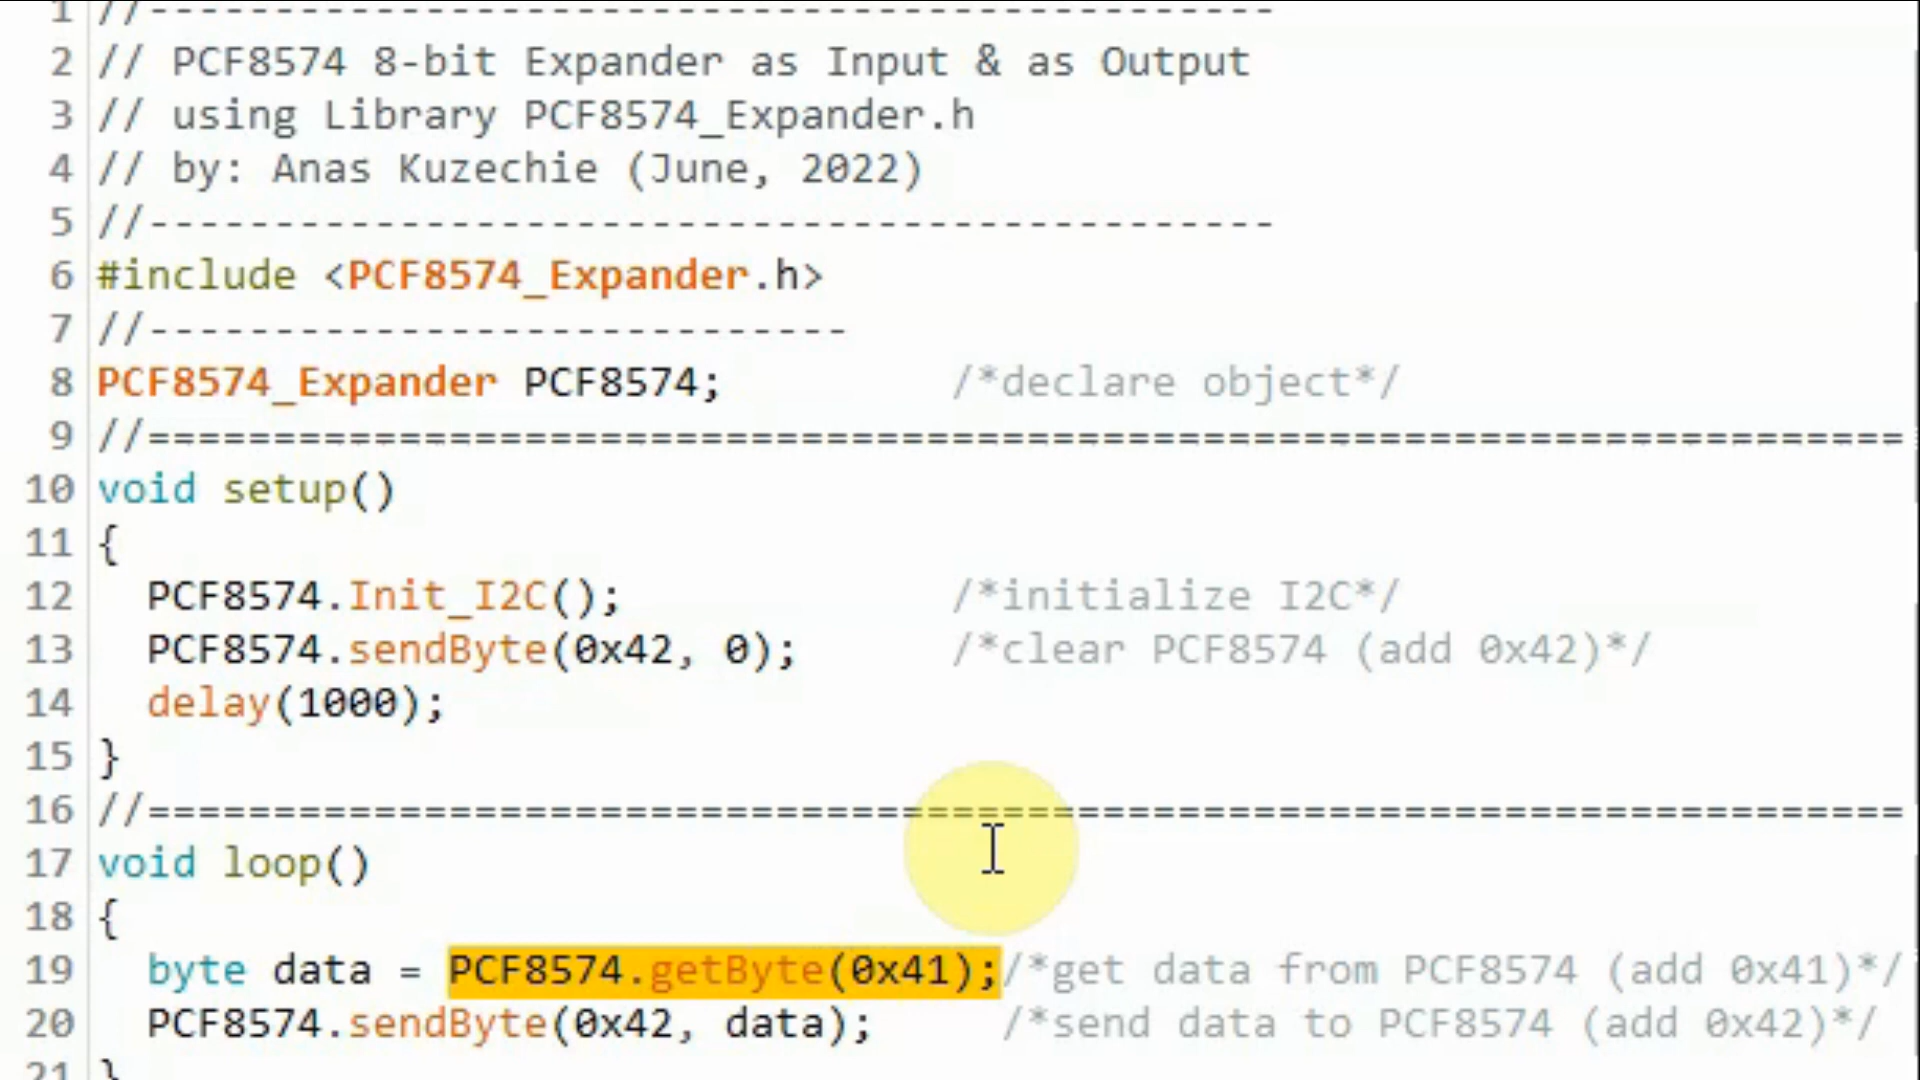 1 //---------------------------------------------
2 // PCF8574 8-bit Expander as Input & as Output
3 // using Library PCF8574_Expander.h
4 // by: Anas Kuzechie (June, 2022)
5 //---------------------------------------------
6 #include <PCF8574_Expander.h>
7 //----------------------------
8 PCF8574_Expander PCF8574; /*declare object*/
9 //======================================================================
10 void setup()
11 {
12 PCF8574.Init_I2C(); /*initialize I2C*/
13 PCF8574.sendByte(0x42, 0); /*clear PCF8574 (add 0x42)*/
14 delay(1000);
15 }
16 //======================================================================
17 void loop()
18 {
19 byte data = PCF8574.getByte(0x41);/*get data from PCF8574 (add 0x41)*/
20 PCF8574.sendByte(0x42, data); /*send data to PCF8574 (add 0x42)*/
21 }